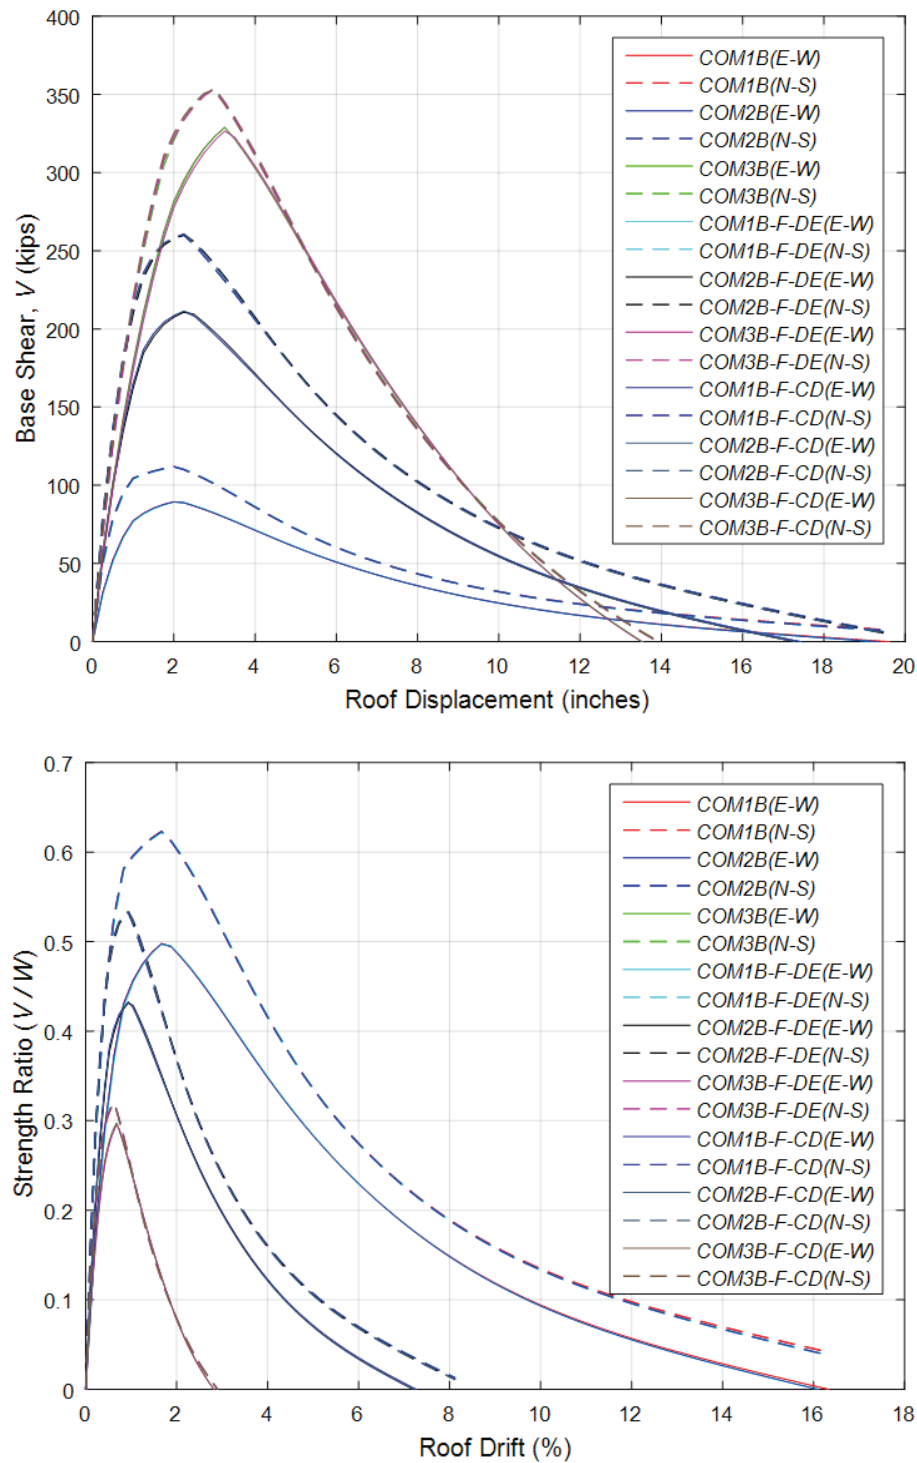 400
350
300
250
200
150
100
50
0
Base Shear, V (kips)
COM1B(E-W)
COM1B(N-S)
COM2B(E-W)
COM2B(N-S)
COM3B(E-W)
COM3B(N-S)
COM1B-F-DE(E-W)
COM1B-F-DE(N-S)
COM2B-F-DE(E-W)
COM2B-F-DE(N-S)
COM3B-F-DE(E-W)
COM3B-F-DE(N-S)
COM1B-F-CD(E-W)
COM1B-F-CD(N-S)
COM2B-F-CD(E-W)
COM2B-F-CD(N-S)
COM3B-F-CD(E-W)
COM3B-F-CD(N-S)
0 2 4 6 8 10 12 14 16 18 20
Roof Displacement (inches)
0.7
0.6
0.5
0.4
0.3
0.2
0.1
0
Strength Ratio (V / W)
COM1B(E-W)
COM1B(N-S)
COM2B(E-W)
COM2B(N-S)
COM3B(E-W)
COM3B(N-S)
COM1B-F-DE(E-W)
COM1B-F-DE(N-S)
COM2B-F-DE(E-W)
COM2B-F-DE(N-S)
COM3B-F-DE(E-W)
COM3B-F-DE(N-S)
COM1B-F-CD(E-W)
COM1B-F-CD(N-S)
COM2B-F-CD(E-W)
COM2B-F-CD(N-S)
COM3B-F-CD(E-W)
COM3B-F-CD(N-S)
0 2 4 6 8 10 12 14 16 18
Roof Drift (%)